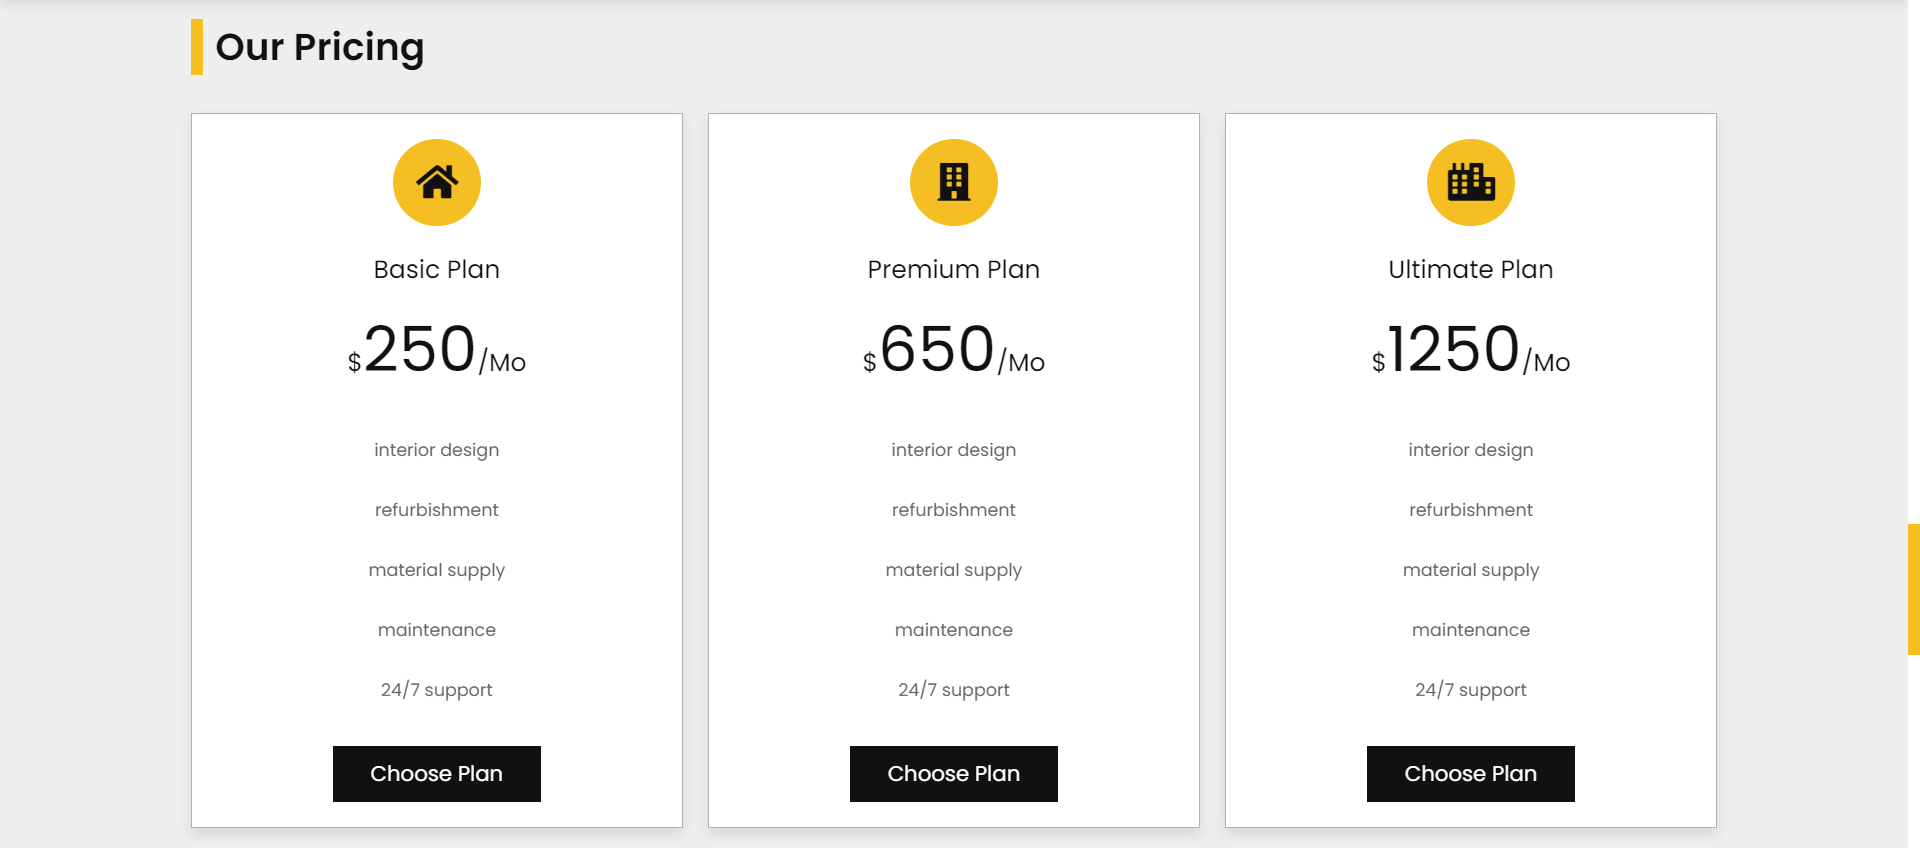 Our Pricing
Basic Plan
$250/Mo
interior design
refurbishment
material supply
maintenance
24/7 support
Choose Plan
Premium Plan
$650/Mo
interior design
refurbishment
material supply
maintenance
24/7 support
Choose Plan
Ultimate Plan
$1250/Mo
interior design
refurbishment
material supply
maintenance
24/7 support
Choose Plan